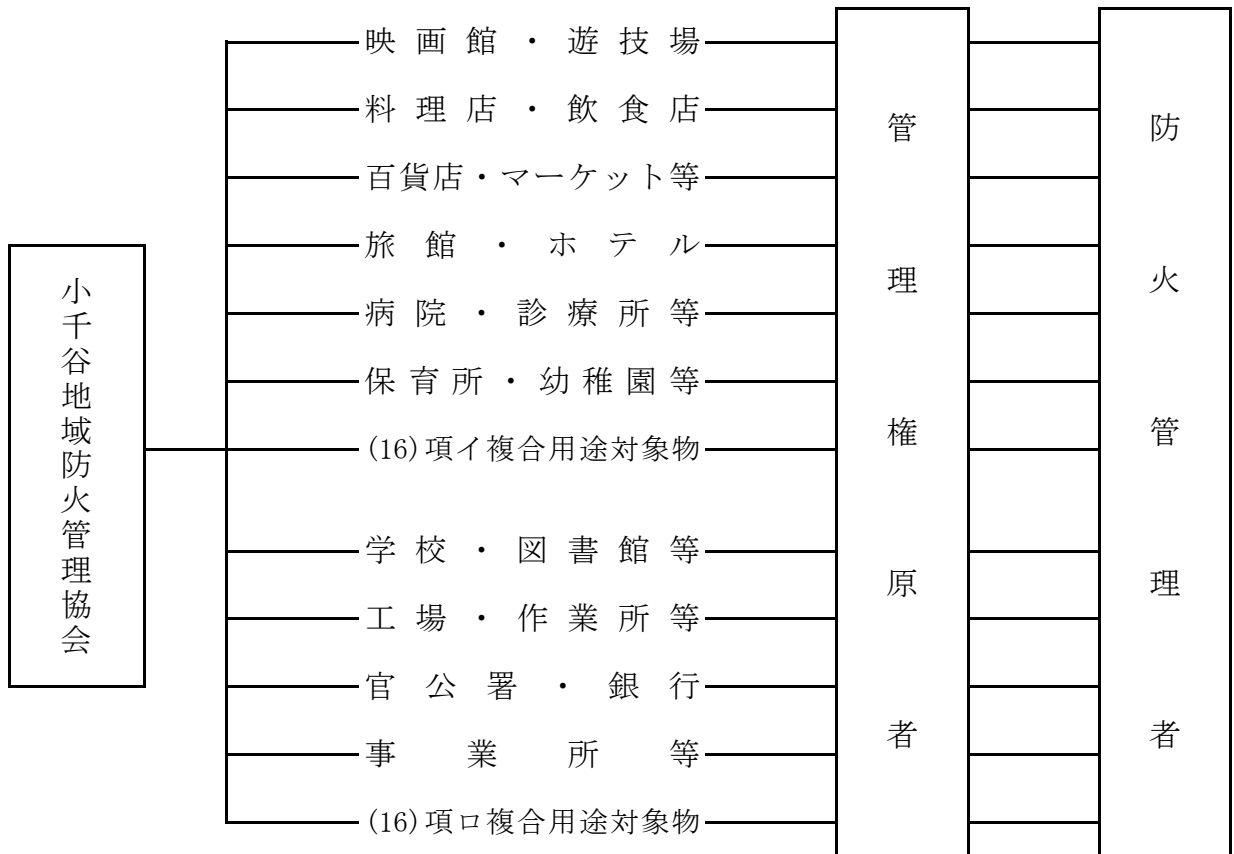 小千谷地域防火管理協会
映画館・遊技場
料理店・飲食店
百貨店・マーケット等
旅館・ホテル
病院・診療所等
保育所・幼稚園等
(16)項イ複合用途対象物
学校・図書館等
工場・作業所等
官公署・銀行
事業所等
(16)項ロ複合用途対象物
管理権原者
防火管理者